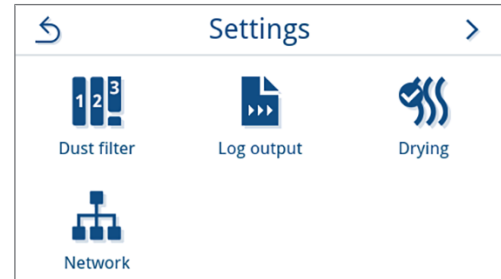 Settings
1 2 3
Dust filter
Log output
Drying
Network